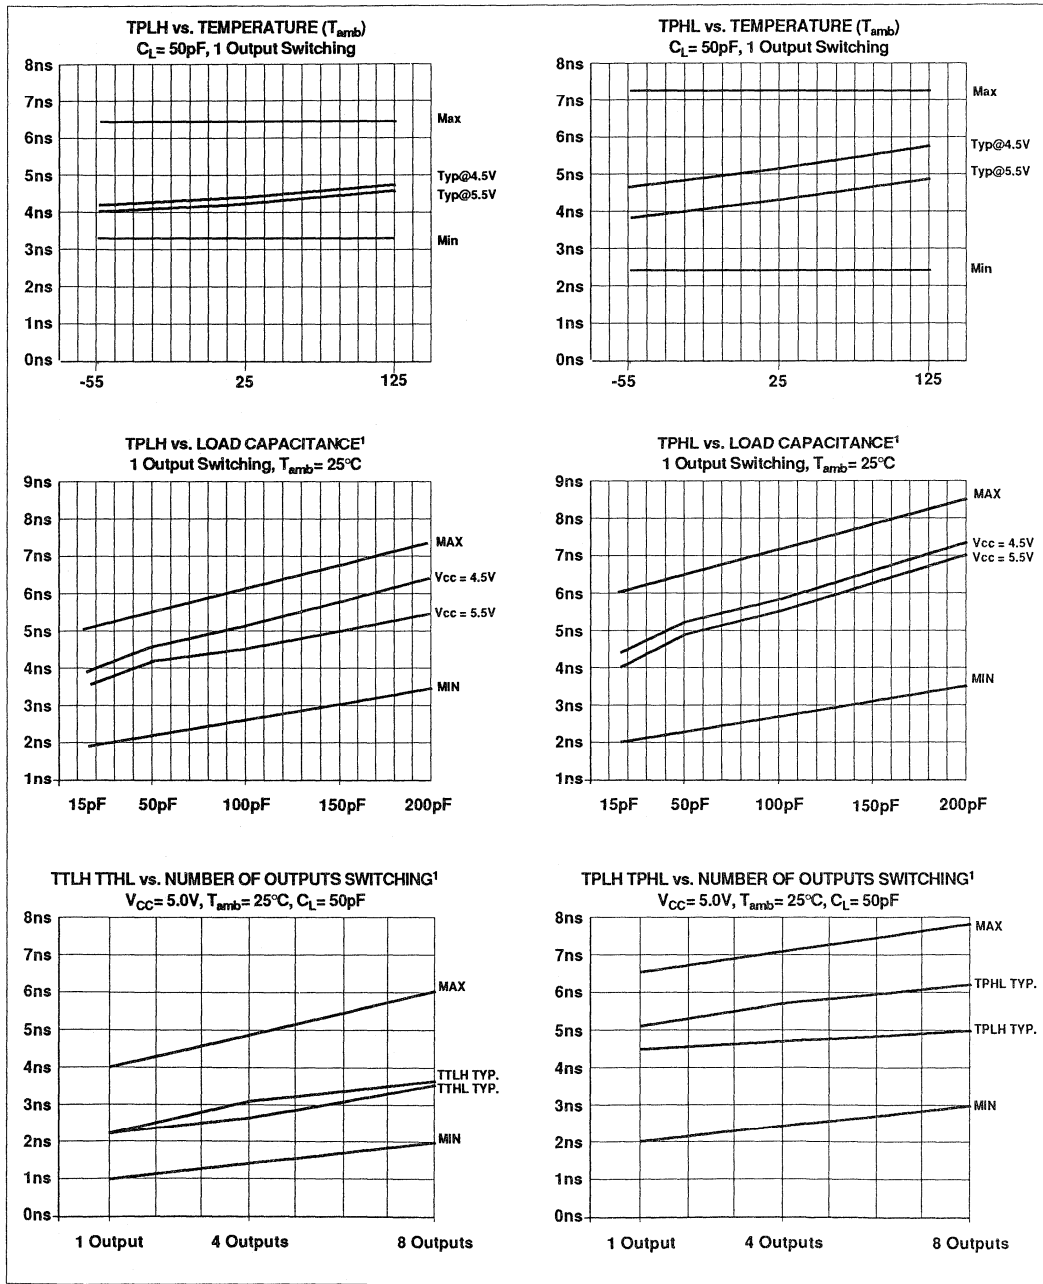 TPLH vs. TEMPERATURE (Tamb)
CL= 50pF, 1 Output Switching
8ns
7ns
6ns
5ns
4ns
3ns
2ns
1ns
0ns
Max
Typ@4.5V
Typ@5.5V
Min
-55
25
125
TPHL vs. TEMPERATURE (Tamb)
CL= 50pF, 1 Output Switching
8ns
7ns
6ns
5ns
4ns
3ns
2ns
1ns
0ns
Max
Typ@4.5V
Typ@5.5V
Min
-55
25
125
TPLH vs. LOAD CAPACITANCE¹
1 Output Switching, Tamb= 25°C
9ns
8ns
7ns
6ns
5ns
4ns
3ns
2ns
1ns
MAX
Vcc = 4.5V
Vcc = 5.5V
MIN
15pF
50pF
100pF
150pF
200pF
TPHL vs. LOAD CAPACITANCE¹
1 Output Switching, Tamb= 25°C
9ns
8ns
7ns
6ns
5ns
4ns
3ns
2ns
1ns
MAX
Vcc = 4.5V
Vcc = 5.5V
MIN
15pF
50pF
100pF
150pF
200pF
TTLH TTHL vs. NUMBER OF OUTPUTS SWITCHING¹
VCC= 5.0V, Tamb= 25°C, CL= 50pF
8ns
7ns
6ns
5ns
4ns
3ns
2ns
1ns
0ns
MAX
TTLH TYP.
TTHL TYP.
MIN
1 Output
4 Outputs
8 Outputs
TPLH TPHL vs. NUMBER OF OUTPUTS SWITCHING¹
VCC= 5.0V, Tamb= 25°C, CL= 50pF
8ns
7ns
6ns
5ns
4ns
3ns
2ns
1ns
0ns
MAX
TPHL TYP.
TPLH TYP.
MIN
1 Output
4 Outputs
8 Outputs